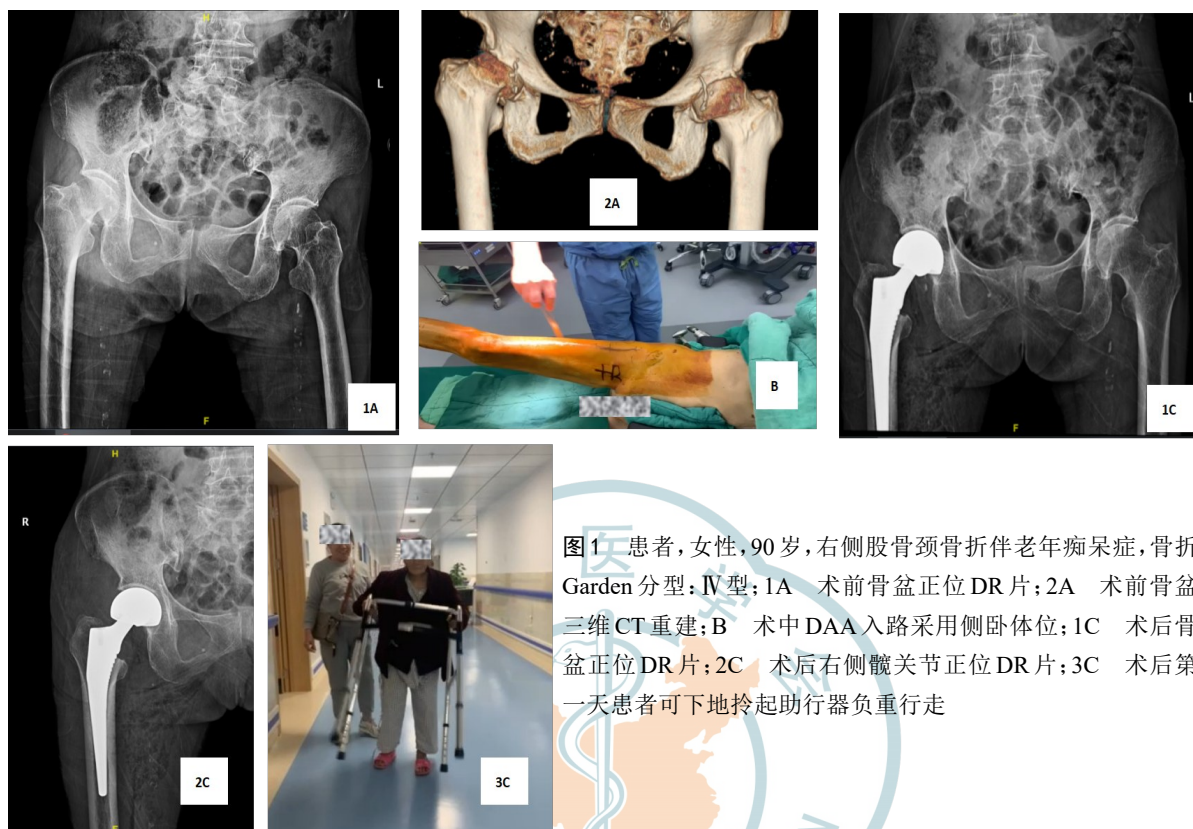 H
L
1A
F
2A
B
L
1C
F
H
R
2C
F
3C
图1 患者,女性,90岁,右侧股骨颈骨折伴老年痴呆症,骨折
Garden分型:Ⅳ型;1A 术前骨盆正位DR片;2A 术前骨盆
三维CT重建;B 术中DAA入路采用侧卧体位;1C 术后骨
盆正位DR片;2C 术后右侧髋关节正位DR片;3C 术后第
一天患者可下地拎起助行器负重行走
医学会